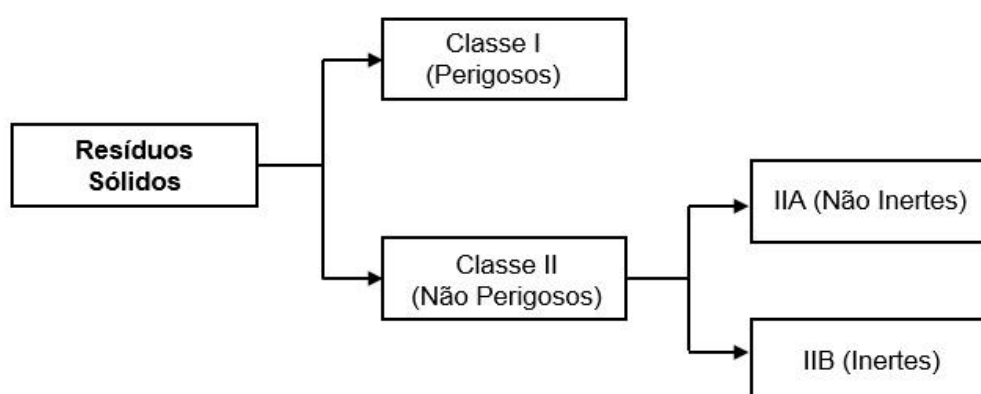 Resíduos
Sólidos
Classe I
(Perigosos)
Classe II
(Não Perigosos)
IIA (Não Inertes)
IIB (Inertes)